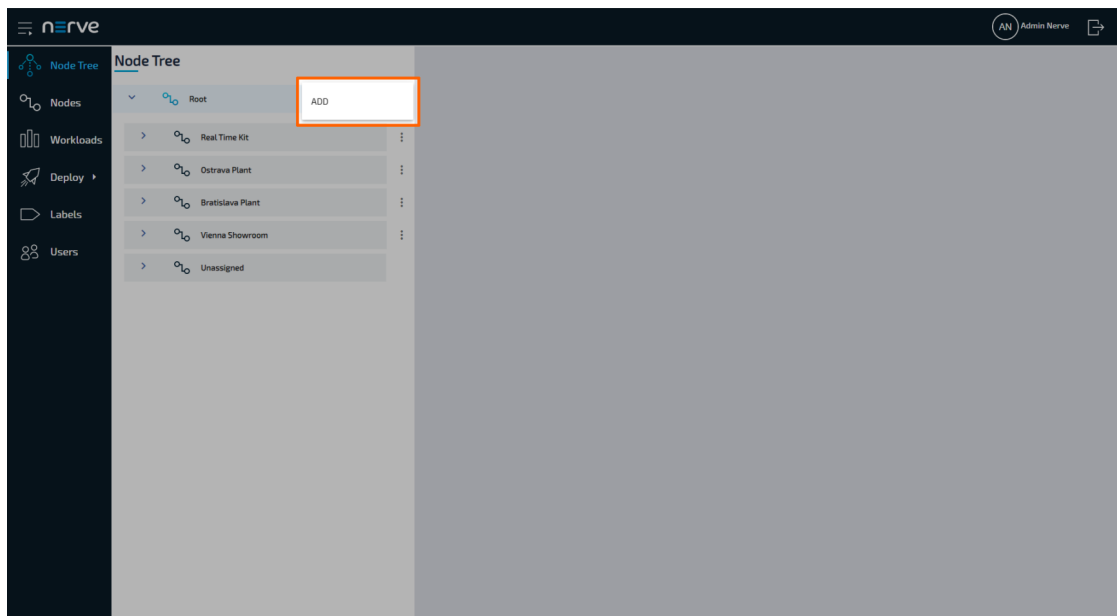 nerve
AN Admin Nerve
Node Tree
Nodes
Workloads
Deploy
Labels
Users
Node Tree
Root
ADD
Real Time Kit
Ostrava Plant
Bratislava Plant
Vienna Showroom
Unassigned